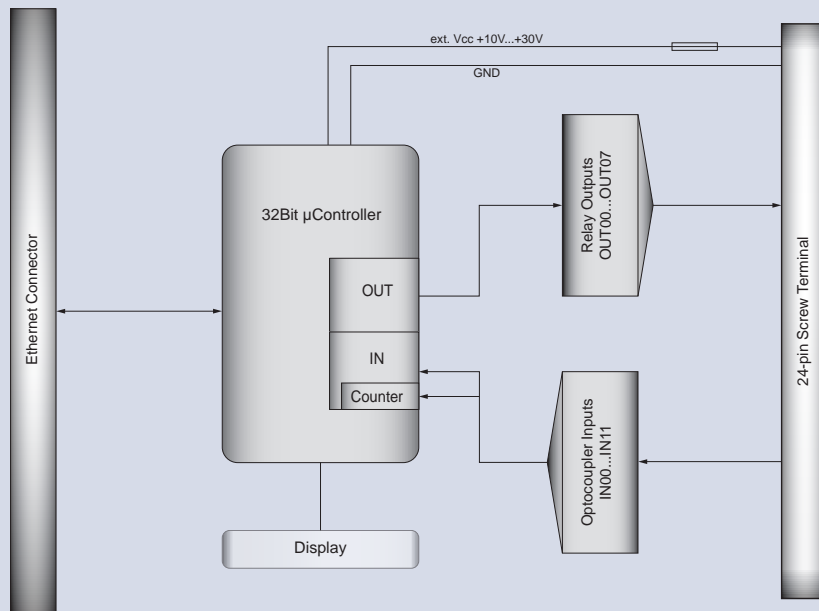 ext. Vcc +10V...+30V
GND
Ethernet Connector
32Bit µController
OUT
IN
Counter
Display
Relay Outputs
OUT00...OUT07
Optocoupler Inputs
IN00...IN11
24-pin Screw Terminal